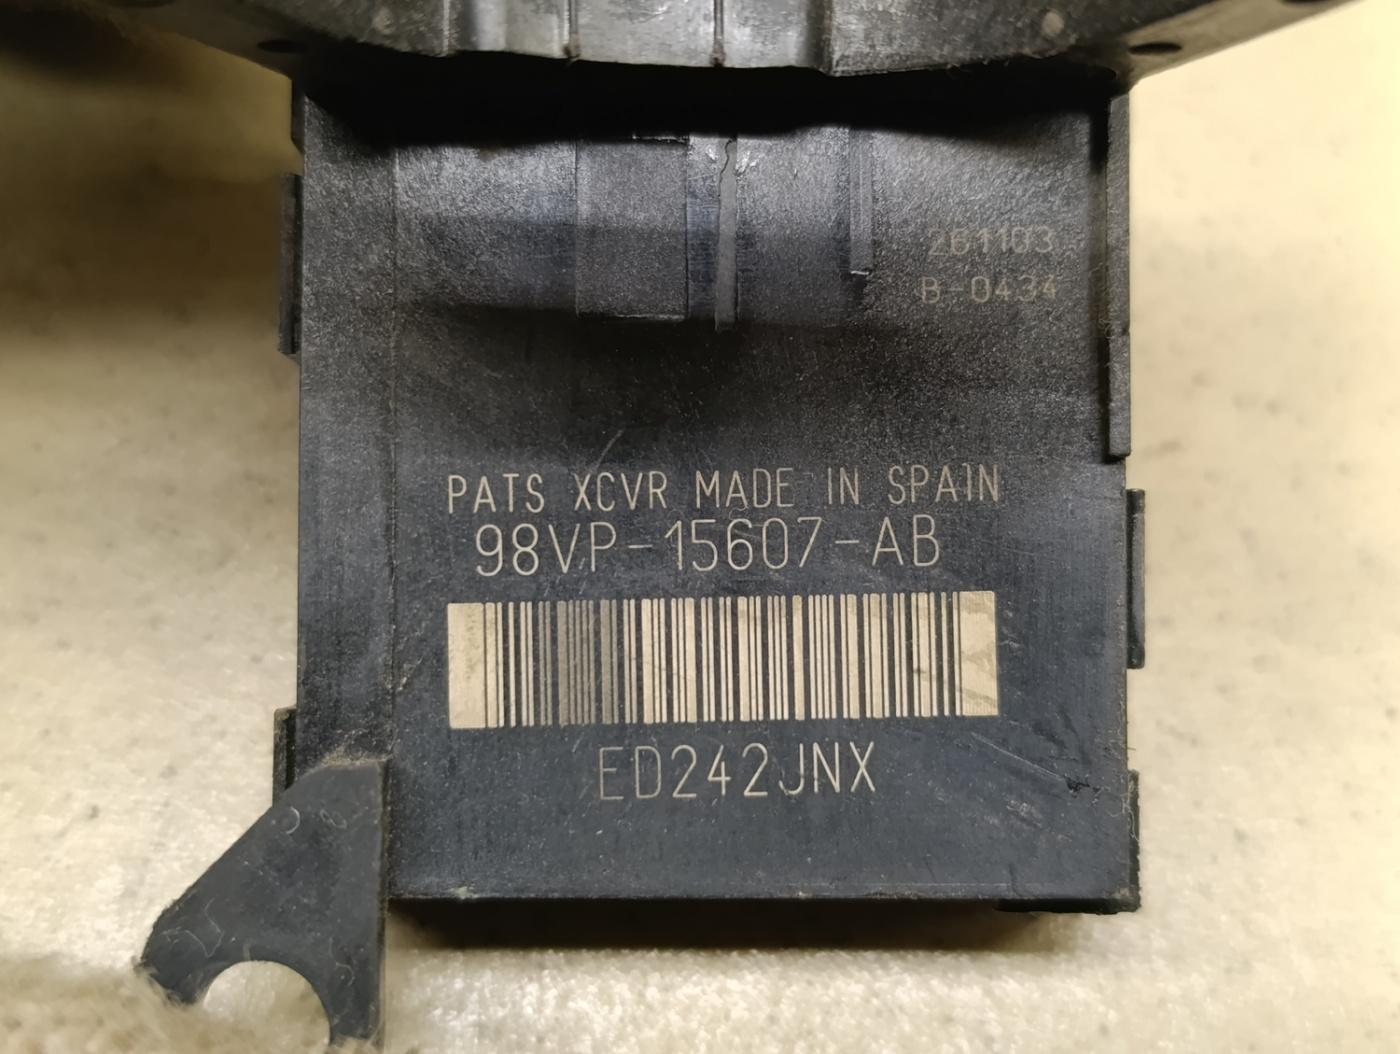 261103
B-0434
PATS XCVR MADE IN SPAIN
98VP-15607-AB
ED242JNX